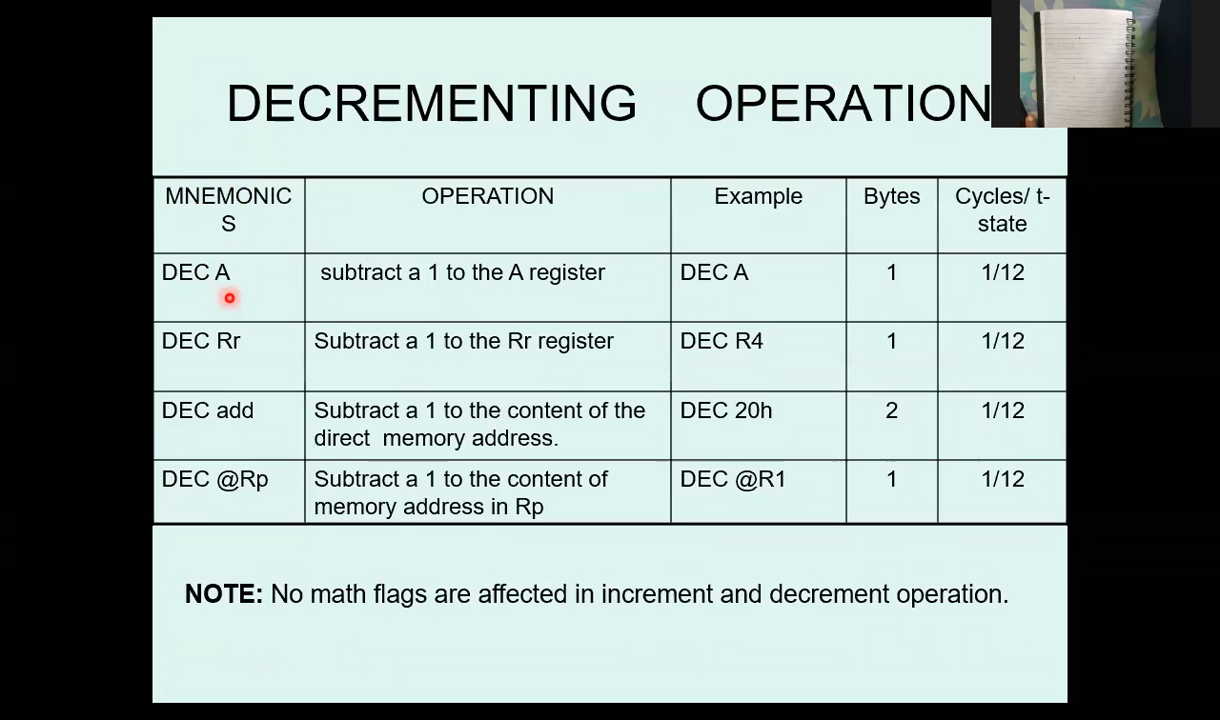 DECREMENTING OPERATION
MNEMONIC
S
OPERATION
Example
Bytes
Cycles/ t-
state
DEC A
subtract a 1 to the A register
DEC A
1
1/12
DEC Rr
Subtract a 1 to the Rr register
DEC R4
1
1/12
DEC add
Subtract a 1 to the content of the
direct memory address.
DEC 20h
2
1/12
DEC @Rp
Subtract a 1 to the content of
memory address in Rp
DEC @R1
1
1/12
NOTE: No math flags are affected in increment and decrement operation.